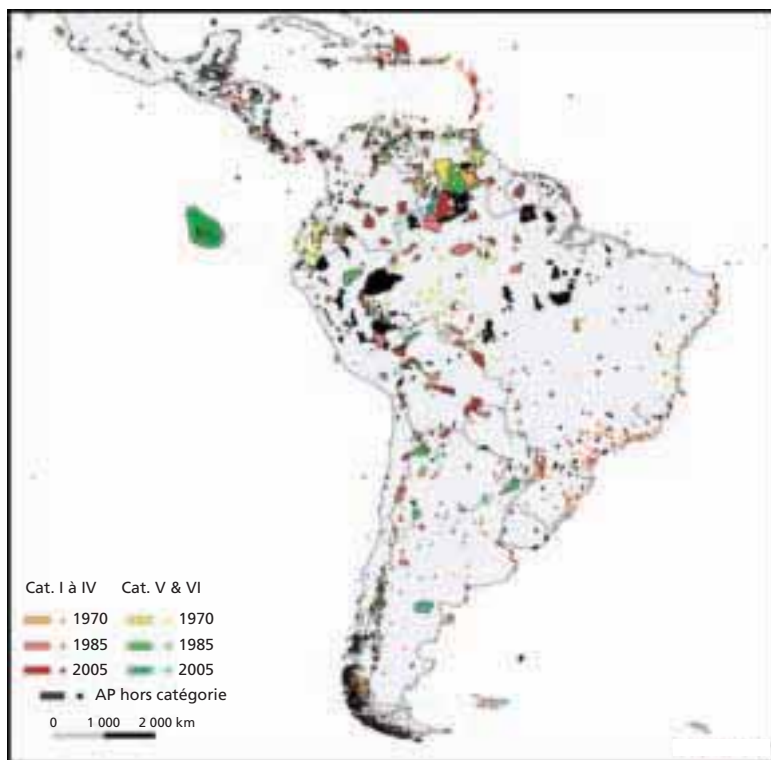 Cat. I à IV Cat. V & VI
1970 1970
1985 1985
2005 2005
AP hors catégorie
0 1 000 2 000 km